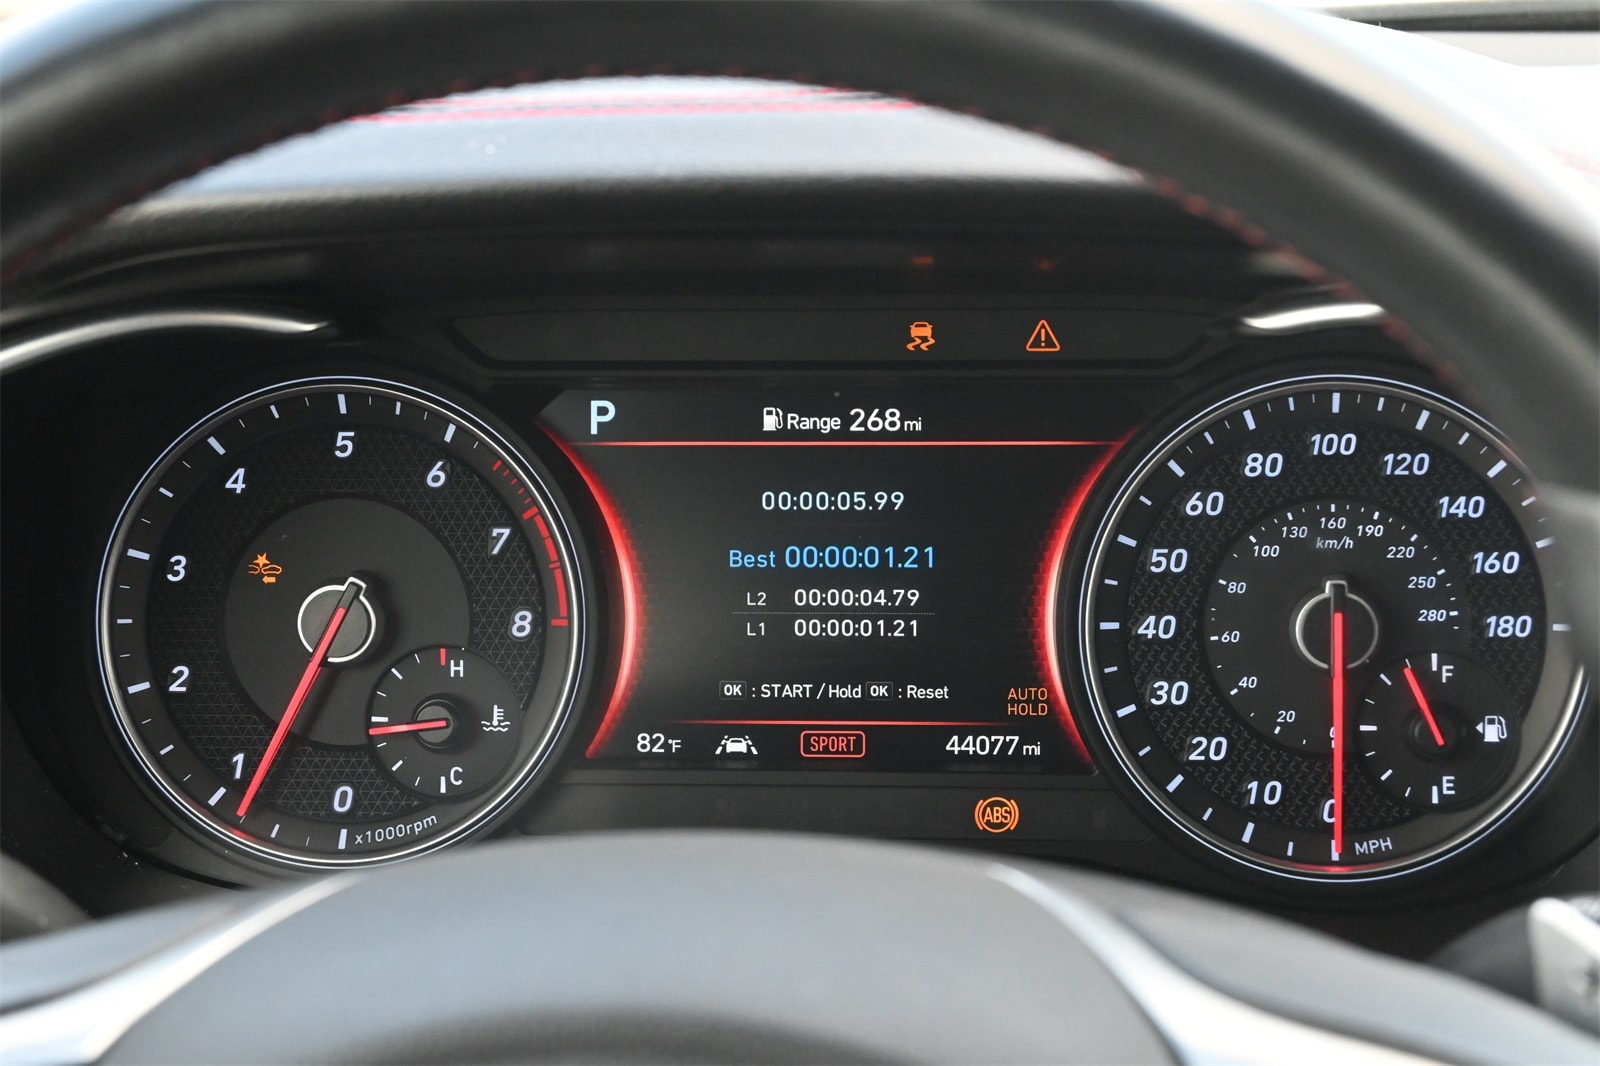 P
Range 268 mi
00:00:05.99
Best 00:00:01.21
L2 00:00:04.79
L1 00:00:01.21
OK : START / Hold OK : Reset
AUTO
HOLD
82°F
SPORT
44077 mi
ABS
0
1
2
3
4
5
6
7
8
x1000rpm
H
C
0
10
20
30
40
50
60
80
100
120
140
160
180
MPH
0
20
40
60
80
100
130
160
190
220
250
280
km/h
F
E